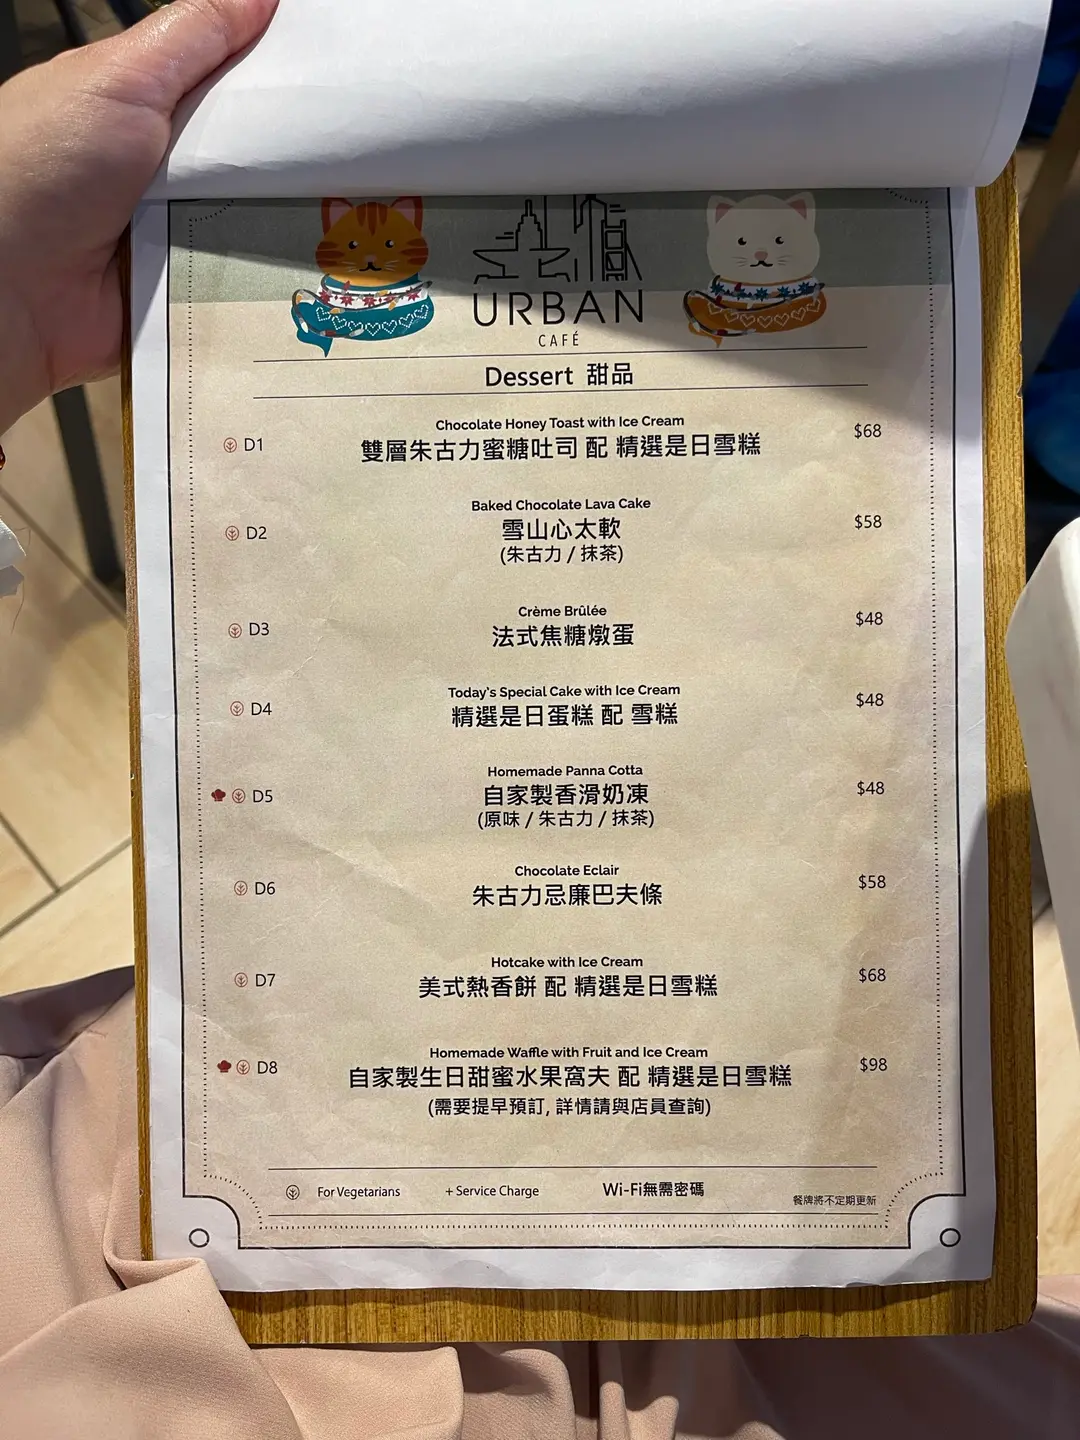 URBAN
CAFÉ
Dessert 甜品
Chocolate Honey Toast with Ice Cream
D1 雙層朱古力蜜糖吐司 配 精選是日雪糕 $68
Baked Chocolate Lava Cake
D2 雪山心太軟 $58
(朱古力 / 抹茶)
Crème Brûlée
D3 法式焦糖燉蛋 $48
Today's Special Cake with Ice Cream
D4 精選是日蛋糕 配 雪糕 $48
Homemade Panna Cotta
D5 自家製香滑奶凍 $48
(原味 / 朱古力 / 抹茶)
Chocolate Eclair
D6 朱古力忌廉巴夫條 $58
Hotcake with Ice Cream
D7 美式熱香餅 配 精選是日雪糕 $68
Homemade Waffle with Fruit and Ice Cream
D8 自家製生日甜蜜水果窩夫 配 精選是日雪糕 $98
(需要提早預訂, 詳情請與店員查詢)
For Vegetarians + Service Charge Wi-Fi無需密碼 餐牌將不定期更新